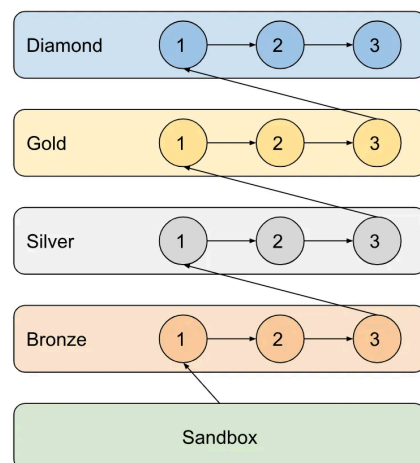 Diamond 1 2 3
Gold 1 2 3
Silver 1 2 3
Bronze 1 2 3
Sandbox